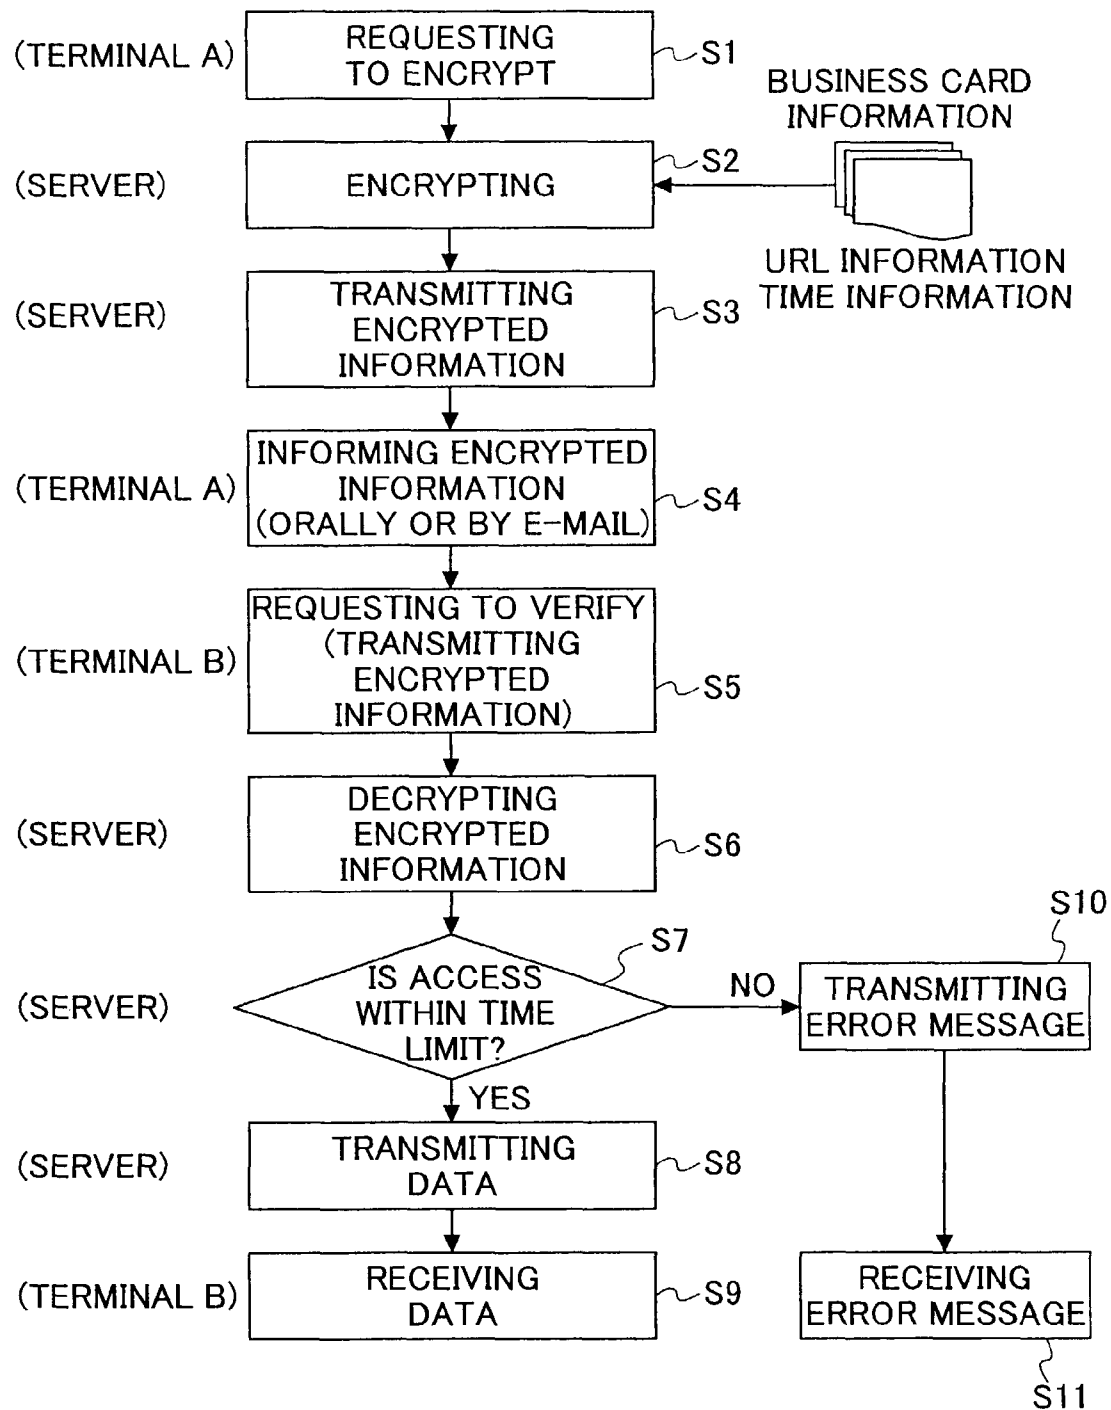 (TERMINAL A)
REQUESTING
TO ENCRYPT
S1
BUSINESS CARD
INFORMATION
(SERVER)
ENCRYPTING
S2
URL INFORMATION
TIME INFORMATION
(SERVER)
TRANSMITTING
ENCRYPTED
INFORMATION
S3
(TERMINAL A)
INFORMING ENCRYPTED
INFORMATION
(ORALLY OR BY E-MAIL)
S4
(TERMINAL B)
REQUESTING TO VERIFY
(TRANSMITTING
ENCRYPTED
INFORMATION)
S5
(SERVER)
DECRYPTING
ENCRYPTED
INFORMATION
S6
(SERVER)
IS ACCESS
WITHIN TIME
LIMIT?
S7
NO
S10
TRANSMITTING
ERROR MESSAGE
YES
(SERVER)
TRANSMITTING
DATA
S8
(TERMINAL B)
RECEIVING
DATA
S9
RECEIVING
ERROR MESSAGE
S11